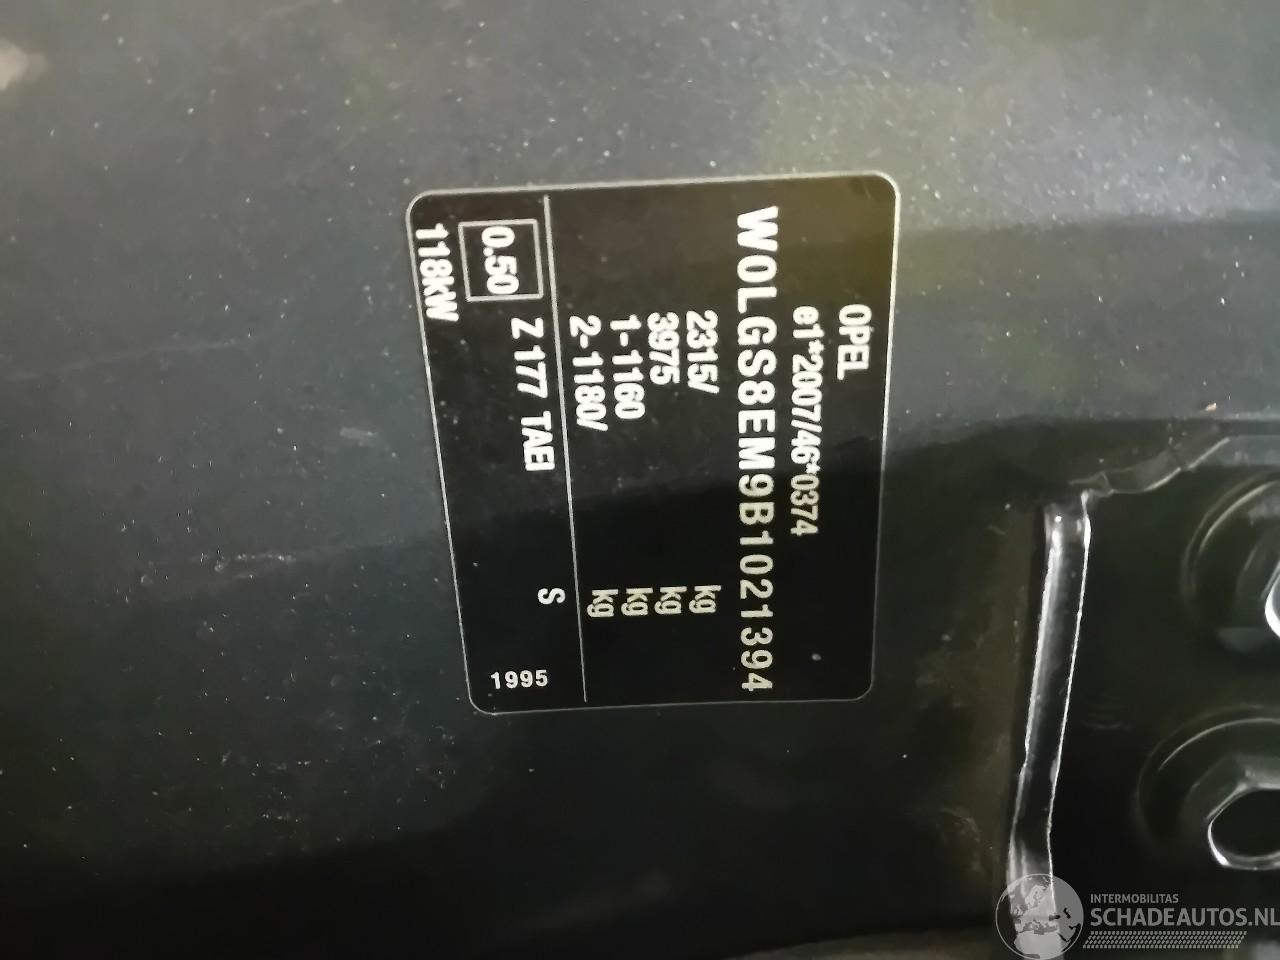 OPEL
e1*2007/46*0374
W0LGS8EM9B1021394
2315/ kg
3975 kg
1-1160 kg
2-1180/ kg
Z 177 TAEI S
0.50
118kW
1995
INTERMOBILITAS
SCHADEAUTOS.NL